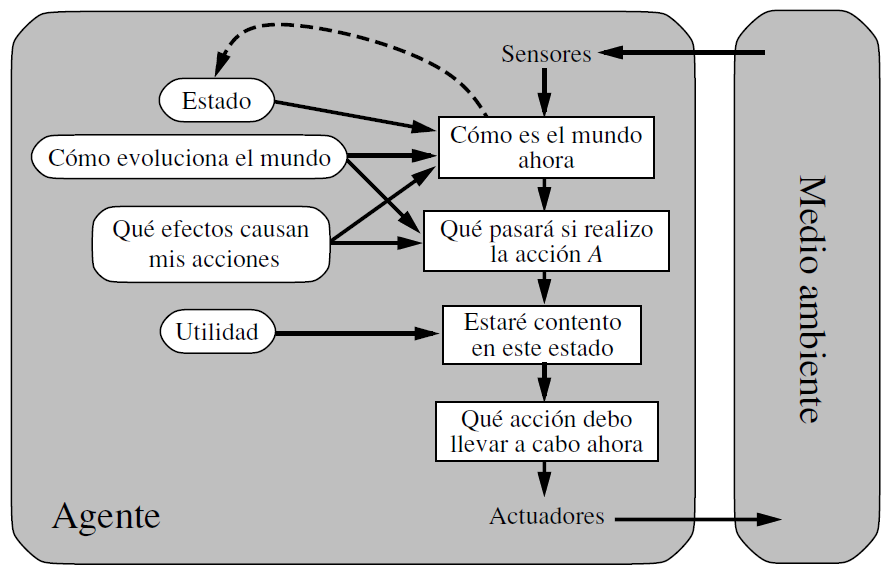 Sensores
Estado
Cómo es el mundo
ahora
Cómo evoluciona el mundo
Qué efectos causan
mis acciones
Qué pasará si realizo
la acción A
Utilidad
Estaré contento
en este estado
Qué acción debo
llevar a cabo ahora
Agente
Actuadores
Medio ambiente